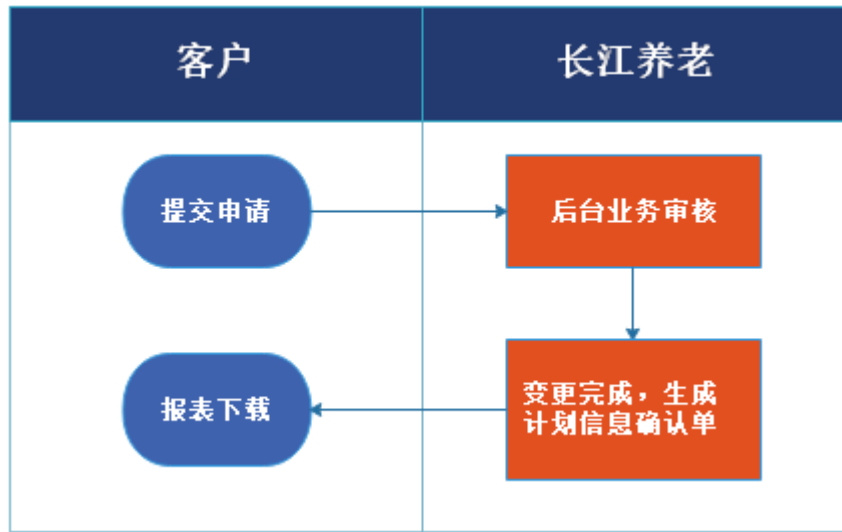 客户
长江养老
提交申请
后台业务审核
报表下载
变更完成，生成
计划信息确认单